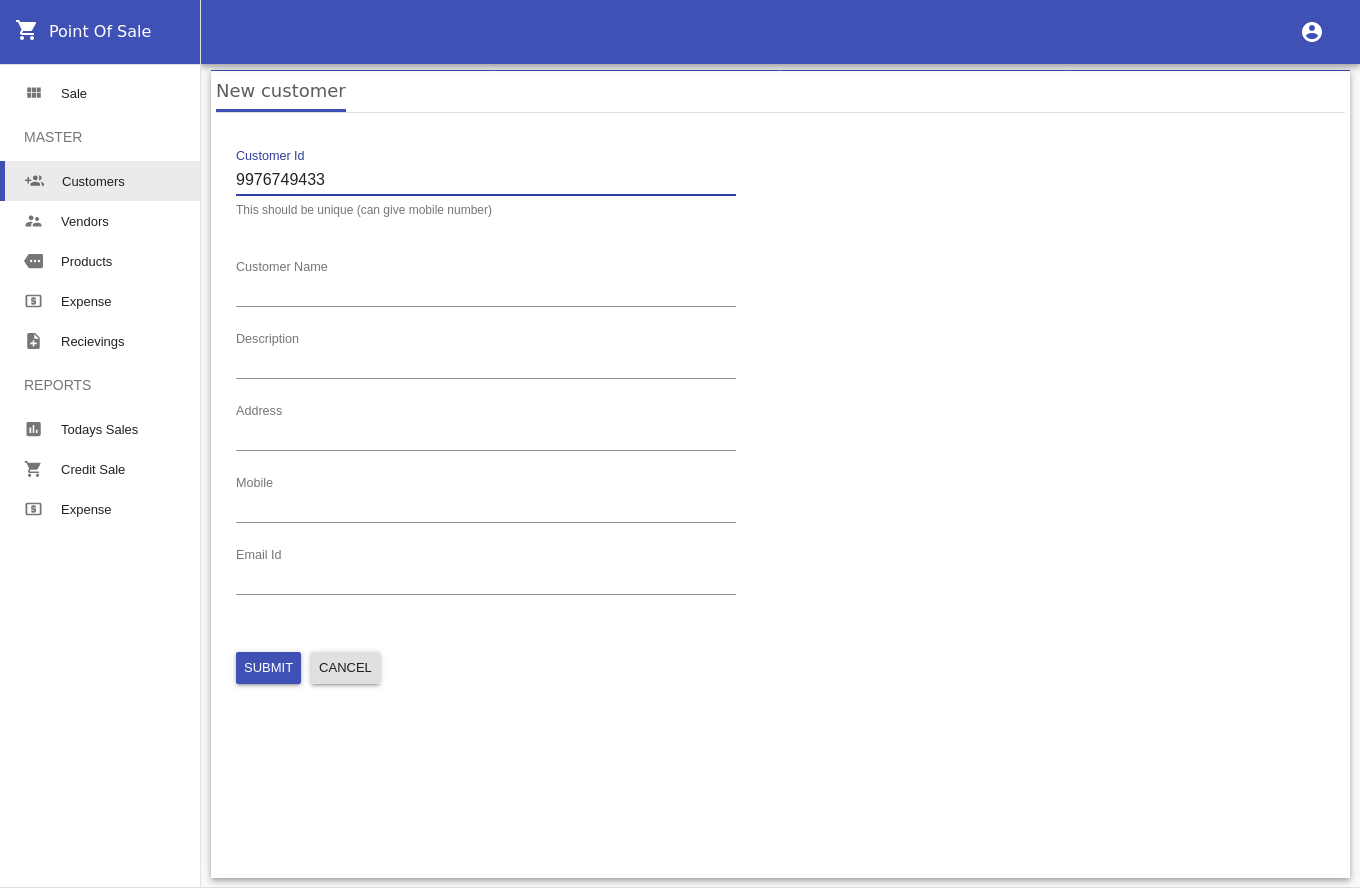 Point Of Sale
Sale
MASTER
Customers
Vendors
Products
Expense
Recievings
REPORTS
Todays Sales
Credit Sale
Expense
New customer
Customer Id
9976749433
This should be unique (can give mobile number)
Customer Name
Description
Address
Mobile
Email Id
SUBMIT CANCEL